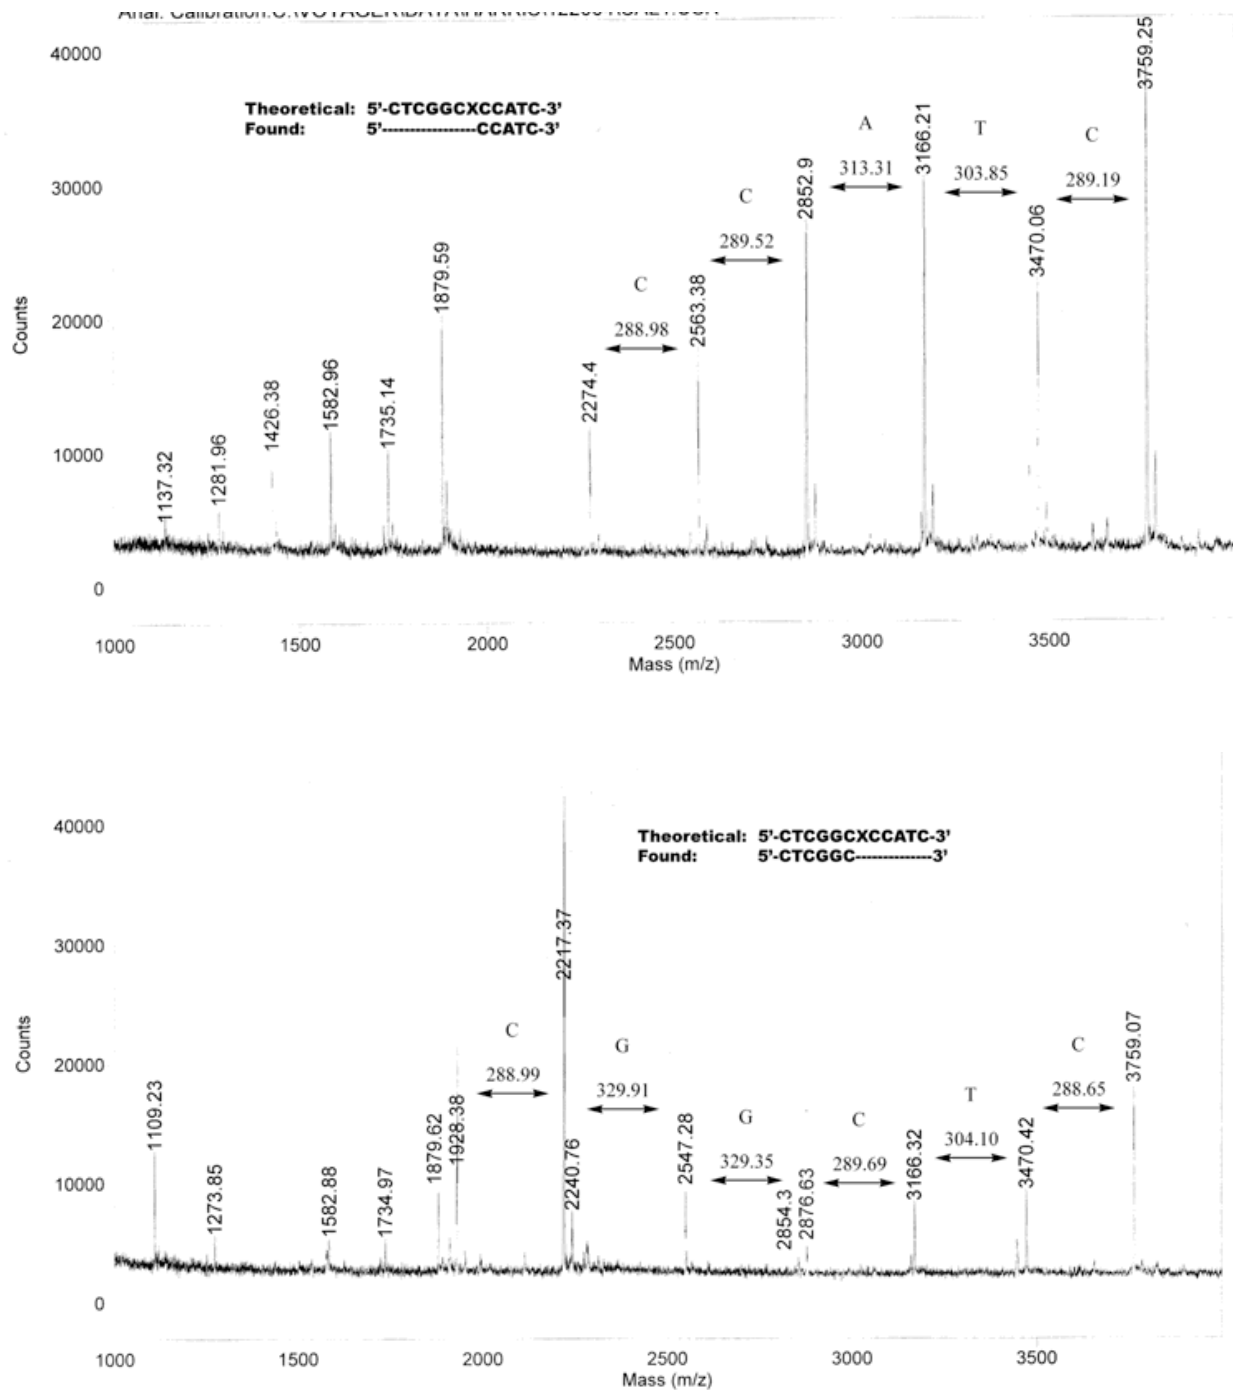 40000
30000
20000
10000
0
Counts
Theoretical: 5'-CTCGGCXCCATC-3'
Found: 5'-----------------CCATC-3'
1137.32
1281.96
1426.38
1582.96
1735.14
1879.59
2274.4
C
288.98
2563.38
C
289.52
2852.9
A
313.31
3166.21
T
303.85
3470.06
C
289.19
3759.25
1000 1500 2000 2500 3000 3500
Mass (m/z)
40000
30000
20000
10000
0
Counts
Theoretical: 5'-CTCGGCXCCATC-3'
Found: 5'-CTCGGC--------------3'
1109.23
1273.85
1582.88
1734.97
1879.62
1928.38
C
288.99
2217.37
2240.76
G
329.91
2547.28
G
329.35
2854.3
2876.63
C
289.69
3166.32
T
304.10
3470.42
C
288.65
3759.07
1000 1500 2000 2500 3000 3500
Mass (m/z)